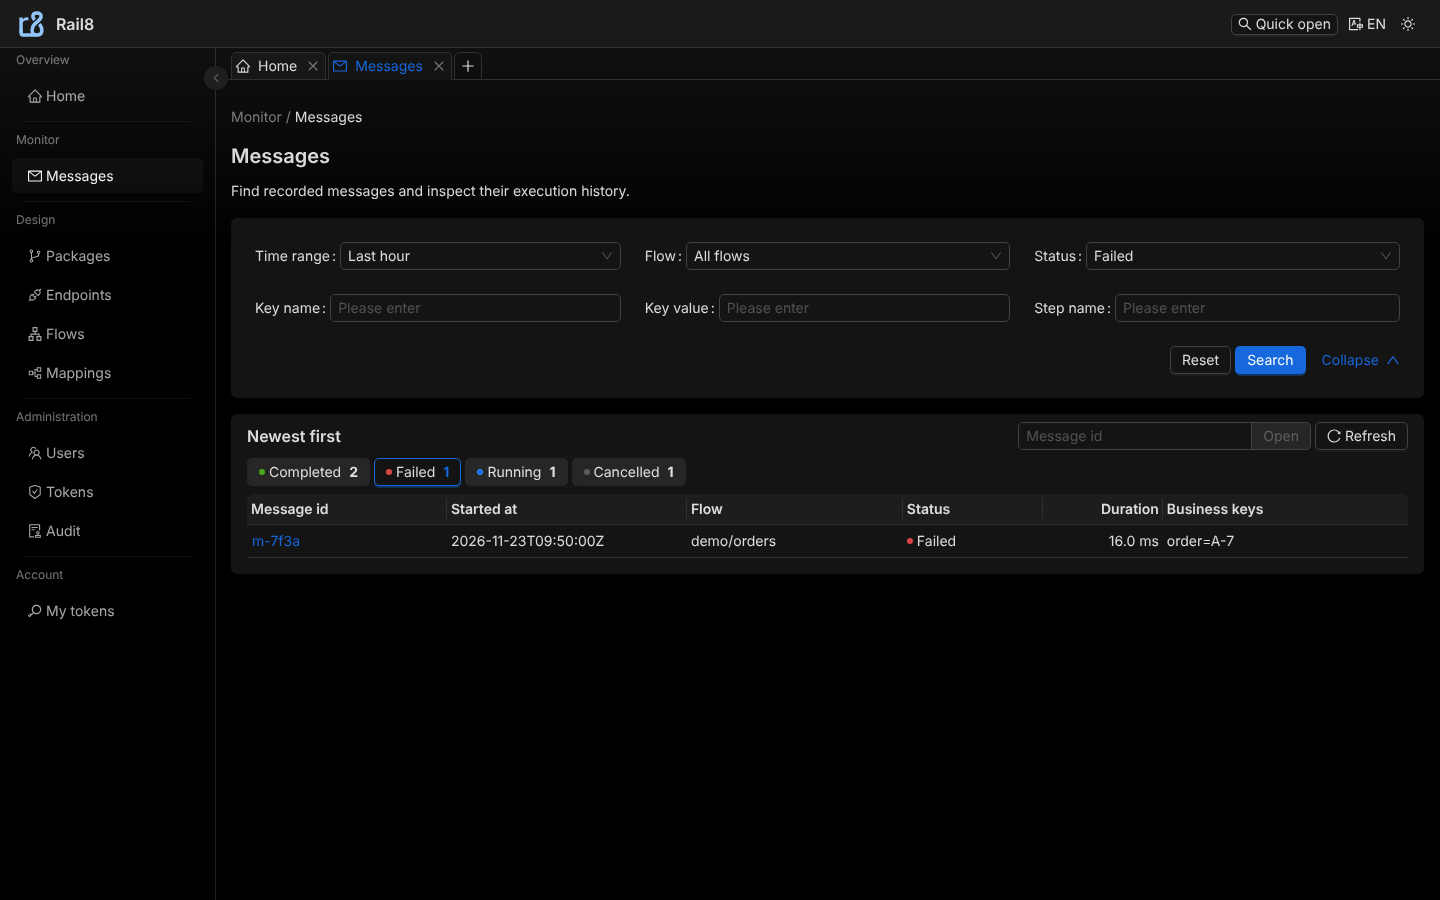 r8 Rail8
Quick open
EN
Overview
Home
Monitor
Messages
Design
Packages
Endpoints
Flows
Mappings
Administration
Users
Tokens
Audit
Account
My tokens
Home
Messages
Monitor / Messages
Messages
Find recorded messages and inspect their execution history.
Time range: Last hour
Flow: All flows
Status: Failed
Key name: Please enter
Key value: Please enter
Step name: Please enter
Reset
Search
Collapse
Newest first
Message id
Open
Refresh
Completed 2
Failed 1
Running 1
Cancelled 1
Message id Started at Flow Status Duration Business keys
m-7f3a 2026-11-23T09:50:00Z demo/orders Failed 16.0 ms order=A-7